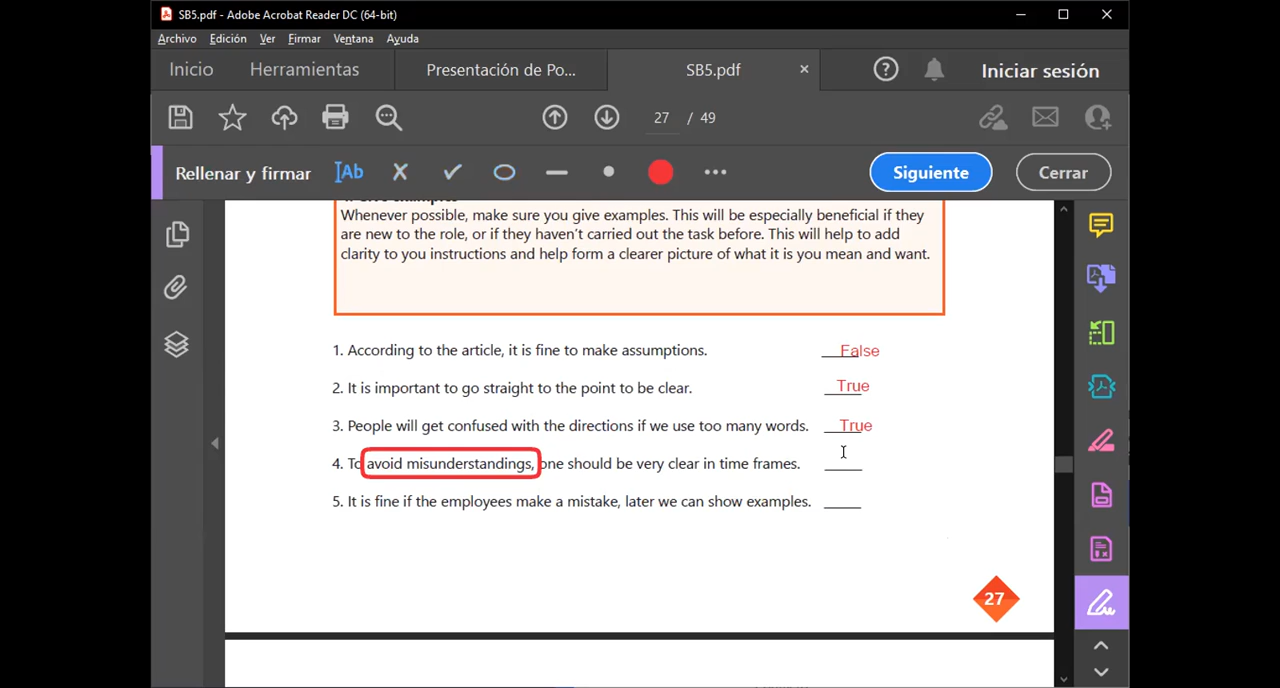 SB5.pdf - Adobe Acrobat Reader DC (64-bit)
Archivo Edición Ver Firmar Ventana Ayuda
Inicio Herramientas Presentación de Po... SB5.pdf Iniciar sesión
27 / 49
Rellenar y firmar Ab Siguiente Cerrar
Whenever possible, make sure you give examples. This will be especially beneficial if they
are new to the role, or if they haven't carried out the task before. This will help to add
clarity to you instructions and help form a clearer picture of what it is you mean and want.
1. According to the article, it is fine to make assumptions. False
2. It is important to go straight to the point to be clear. True
3. People will get confused with the directions if we use too many words. True
4. To avoid misunderstandings, one should be very clear in time frames.
5. It is fine if the employees make a mistake, later we can show examples.
27